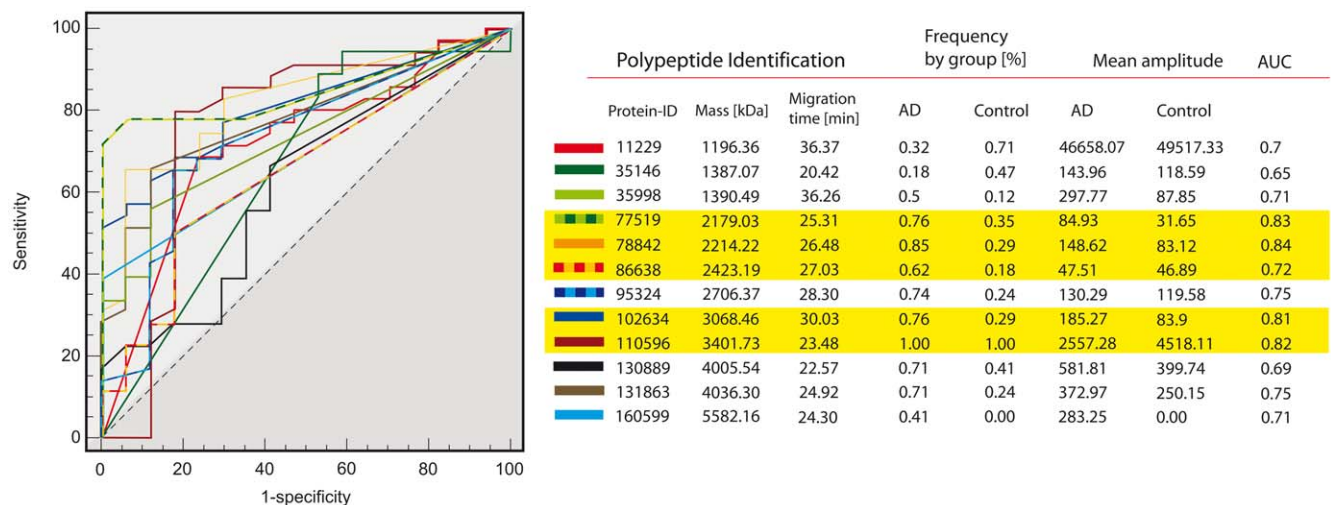 100
80
60
40
20
0
Sensitivity
0 20 40 60 80 100
1-specificity
Polypeptide Identification Frequency by group [%] Mean amplitude AUC
Protein-ID Mass [kDa] Migration time [min] AD Control AD Control
11229 1196.36 36.37 0.32 0.71 46658.07 49517.33 0.7
35146 1387.07 20.42 0.18 0.47 143.96 118.59 0.65
35998 1390.49 36.26 0.5 0.12 297.77 87.85 0.71
77519 2179.03 25.31 0.76 0.35 84.93 31.65 0.83
78842 2214.22 26.48 0.85 0.29 148.62 83.12 0.84
86638 2423.19 27.03 0.62 0.18 47.51 46.89 0.72
95324 2706.37 28.30 0.74 0.24 130.29 119.58 0.75
102634 3068.46 30.03 0.76 0.29 185.27 83.9 0.81
110596 3401.73 23.48 1.00 1.00 2557.28 4518.11 0.82
130889 4005.54 22.57 0.71 0.41 581.81 399.74 0.69
131863 4036.30 24.92 0.71 0.24 372.97 250.15 0.75
160599 5582.16 24.30 0.41 0.00 283.25 0.00 0.71